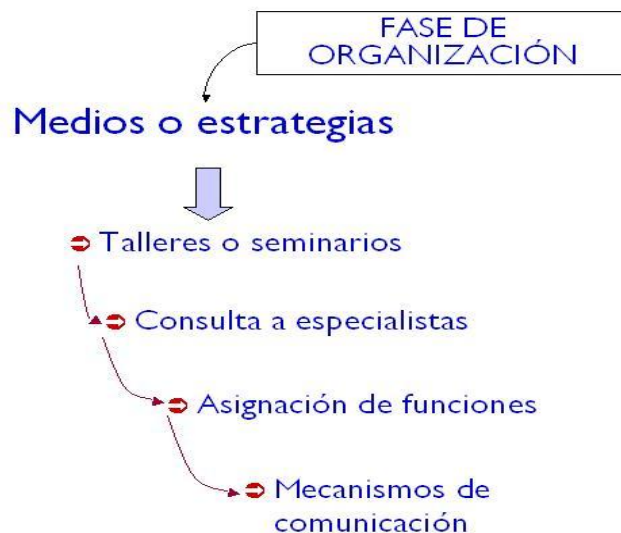 FASE DE
ORGANIZACIÓN
Medios o estrategias
Talleres o seminarios
Consulta a especialistas
Asignación de funciones
Mecanismos de
comunicación